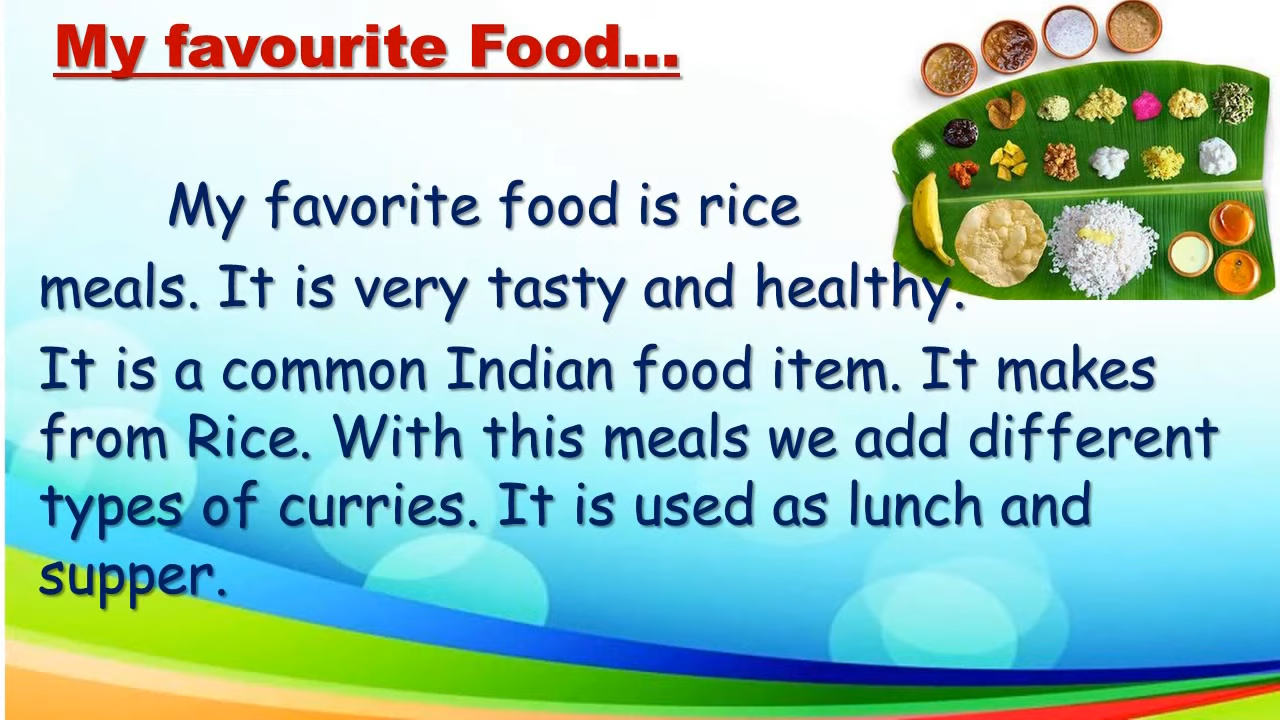 My favourite Food...
My favorite food is rice
meals. It is very tasty and healthy.
It is a common Indian food item. It makes
from Rice. With this meals we add different
types of curries. It is used as lunch and
supper.